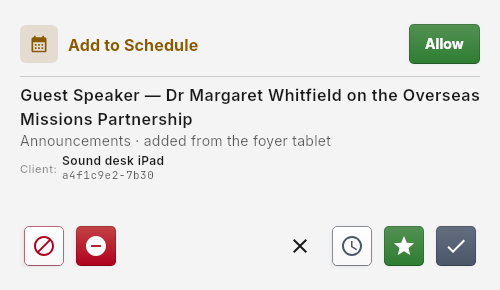 Add to Schedule
Allow
Guest Speaker — Dr Margaret Whitfield on the Overseas
Missions Partnership
Announcements · added from the foyer tablet
Client: Sound desk iPad
a4f1c9e2-7b30